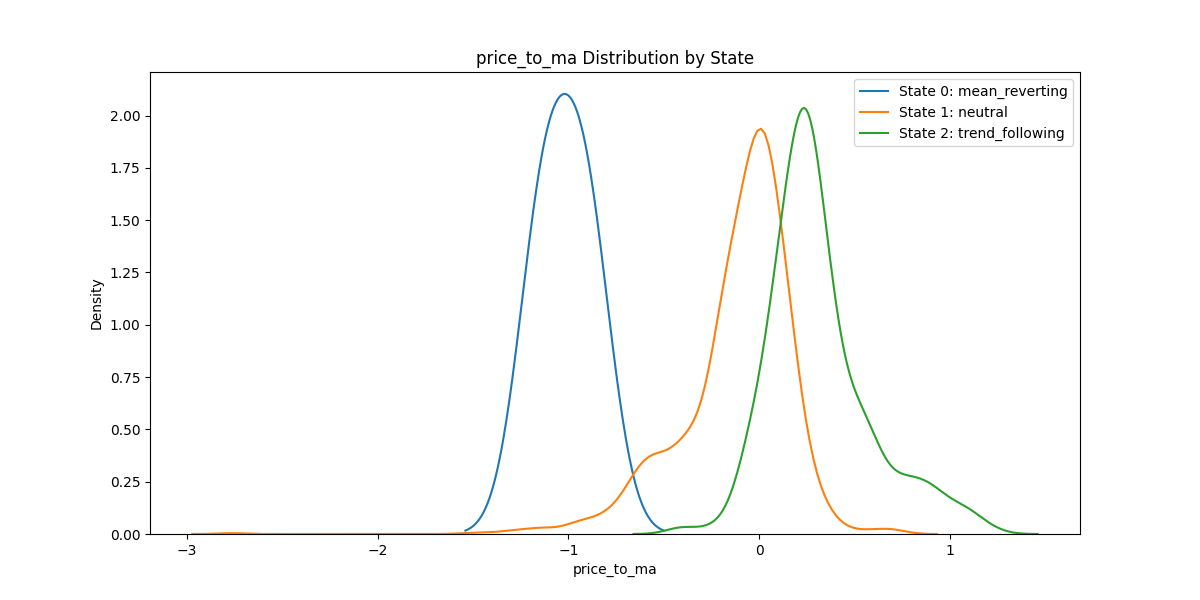 price_to_ma Distribution by State
State 0: mean_reverting
State 1: neutral
State 2: trend_following
Density
2.00
1.75
1.50
1.25
1.00
0.75
0.50
0.25
0.00
−3
−2
−1
0
1
price_to_ma